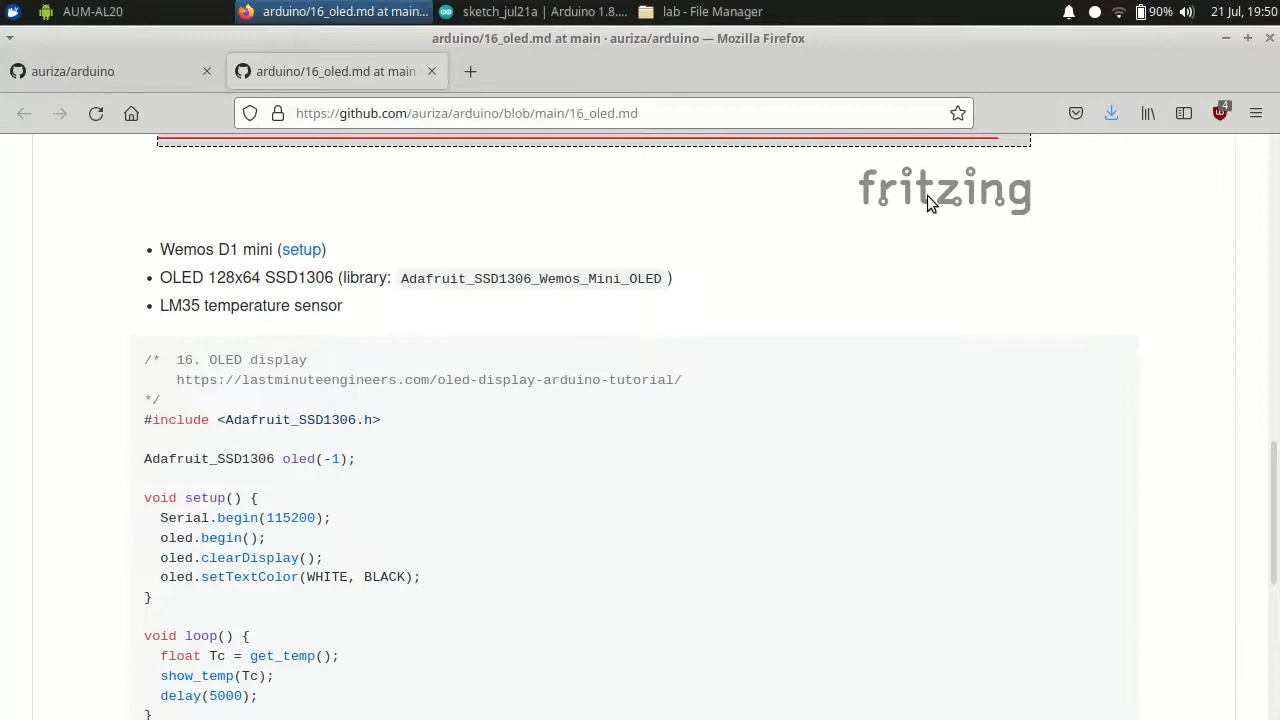 AUM-AL20
arduino/16_oled.md at main...
sketch_jul21a | Arduino 1.8....
lab - File Manager
90%
21 Jul, 19:50
arduino/16_oled.md at main · auriza/arduino — Mozilla Firefox
auriza/arduino
arduino/16_oled.md at main
https://github.com/auriza/arduino/blob/main/16_oled.md
4
fritzing
• Wemos D1 mini (setup)
• OLED 128x64 SSD1306 (library: Adafruit_SSD1306_Wemos_Mini_OLED)
• LM35 temperature sensor
/*  16. OLED display
    https://lastminuteengineers.com/oled-display-arduino-tutorial/
*/
#include <Adafruit_SSD1306.h>
Adafruit_SSD1306 oled(-1);
void setup() {
  Serial.begin(115200);
  oled.begin();
  oled.clearDisplay();
  oled.setTextColor(WHITE, BLACK);
}
void loop() {
  float Tc = get_temp();
  show_temp(Tc);
  delay(5000);
}